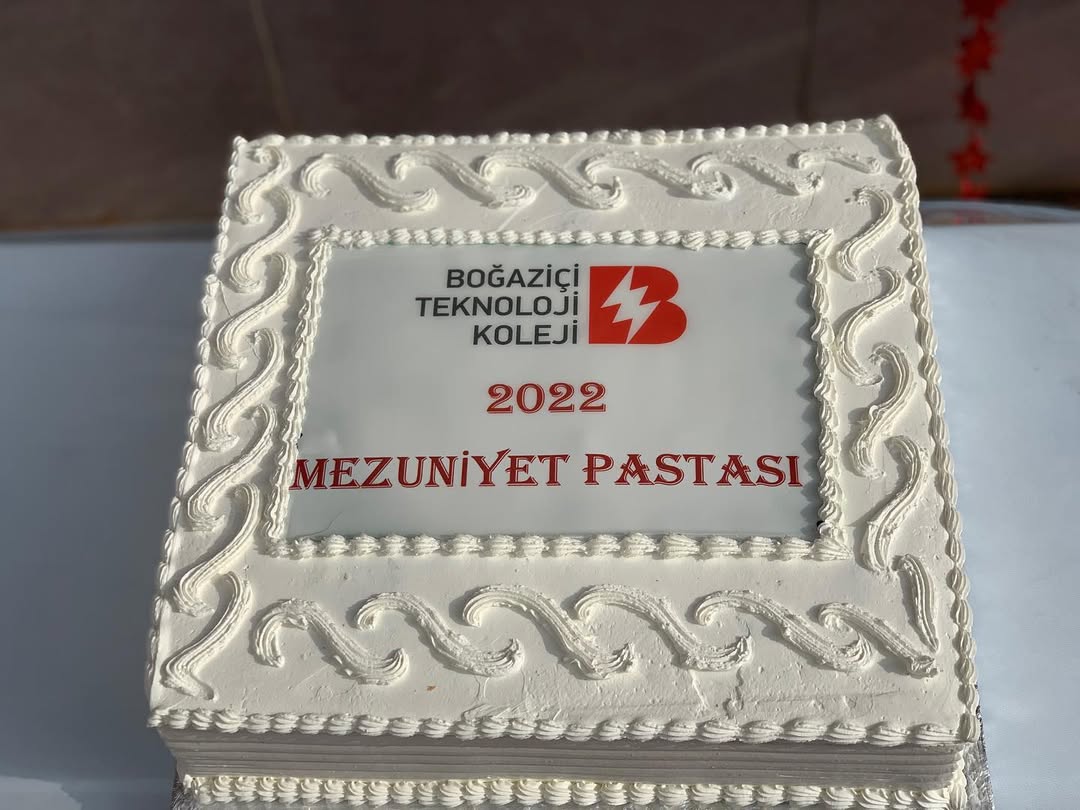 BOĞAZİÇİ
TEKNOLOJİ
KOLEJİ
2022
MEZUNİYET PASTASI